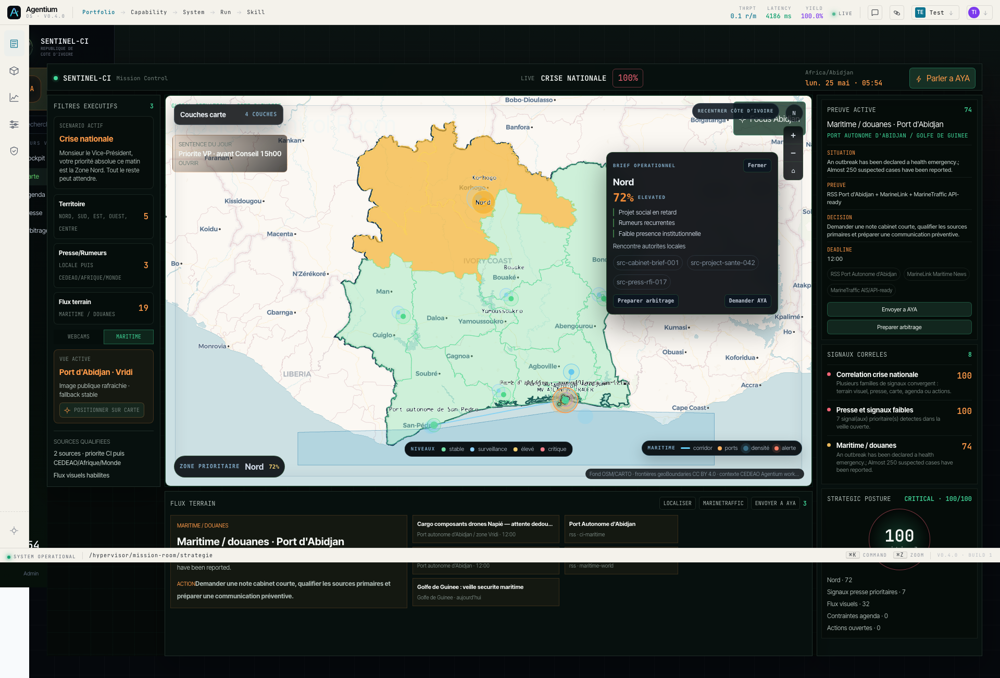 Agentium
OS · V0.4.0
Portfolio → Capability → System → Run → Skill
THRPT
0.1 r/m
LATENCY
4186 ms
YIELD
100.0%
LIVE
TE Test ↓
TI ↓
SENTINEL-CI
REPUBLIQUE DE
COTE D'IVOIRE
A
SENTINEL-CI Mission Control
LIVE CRISE NATIONALE 100%
Africa/Abidjan
lun. 25 mai · 05:54
Parler a AYA
FILTRES EXECUTIFS 3
SCENARIO ACTIF
Crise nationale
Monsieur le Vice-Président,
votre priorité absolue ce matin
est la Zone Nord. Tout le reste
peut attendre.
Territoire
NORD, SUD, EST, OUEST,
CENTRE
5
Presse/Rumeurs
LOCALE PUIS
CEDEAO/AFRIQUE/MONDE
3
Flux terrain
MARITIME / DOUANES
19
WEBCAMS MARITIME
VUE ACTIVE
Port d'Abidjan · Vridi
Image publique rafraichie ·
fallback stable
POSITIONNER SUR CARTE
SOURCES QUALIFIEES
2 sources · priorite CI puis
CEDEAO/Afrique/Monde
Flux visuels habilites
Admin
Couches carte 4 COUCHES
SENTENCE DU JOUR
Priorite VP · avant Conseil 15h00
OUVRIR
RECENTRER CÔTE D'IVOIRE
N
Focus Abidjan
+
−
Bobo-Dioulasso
Banfora
Bolgatanga
Kankan
Faranah
Korhogo
Korhogo
Nord
Kissidougou
Koidu
Macenta
Bo
N'Zérékoré
IVORY COAST
Bouake
Bouaké
Man
Gbarnga
Yamoussoukro
Daloa
Yamoussoukro
Guiglo
Abengourou
Monrovia
Gagnoa
LIBERIA
Soubré
Agboville
MV ATLANTIC TRADER
Port autonome de San Pedro
Kumasi
Kpalimé
Ho
Obuasi
Koforidua
Accra
Cape Coast
BRIEF OPERATIONNEL Fermer
Nord
72% ELEVATED
Projet social en retard
Rumeurs recurrentes
Faible presence institutionnelle
Rencontre autorites locales
src-cabinet-brief-001 src-project-sante-042
src-press-rfi-017
Preparer arbitrage Demander AYA
NIVEAUX stable surveillance élevé critique
MARITIME corridor ports densité alerte
ZONE PRIORITAIRE Nord 72%
Fond OSM/CARTO · frontières geoBoundaries CC BY 4.0 · contexte CEDEAO Agentium work...
FLUX TERRAIN
LOCALISER MARINETRAFFIC ENVOYER A AYA 3
MARITIME / DOUANES
Maritime / douanes · Port d'Abidjan
have been reported.
ACTIONDemander une note cabinet courte, qualifier les sources primaires et
préparer une communication préventive.
Cargo composants drones Napié — attente dedou...
Port autonome d'Abidjan / zone Vridi · 12:00
Port autonome d'Abidjan · 12:00
Golfe de Guinee : veille securite maritime
Golfe de Guinee · aujourd'hui
Port Autonome d'Abidjan
rss · ci-maritime
rss · maritime-world
PREUVE ACTIVE 74
Maritime / douanes · Port d'Abidjan
PORT AUTONOME D'ABIDJAN / GOLFE DE GUINEE
SITUATION
An outbreak has been declared a health emergency.;
Almost 250 suspected cases have been reported.
PREUVE
RSS Port d'Abidjan + MarineLink + MarineTraffic API-
ready
DECISION
Demander une note cabinet courte, qualifier les sources
primaires et préparer une communication préventive.
DEADLINE
12:00
RSS Port Autonome d'Abidjan MarineLink Maritime News
MarineTraffic AIS/API-ready
Envoyer a AYA
Preparer arbitrage
SIGNAUX CORRELES 8
Correlation crise nationale 100
Plusieurs familles de signaux convergent :
terrain visuel, presse, carte, agenda ou actions.
Presse et signaux faibles 100
7 signal(aux) prioritaire(s) detectes dans la
veille ouverte.
Maritime / douanes 74
An outbreak has been declared a health
emergency.; Almost 250 suspected cases have
been reported.
STRATEGIC POSTURE CRITICAL · 100/100
100
Nord · 72
Signaux presse prioritaires · 7
Flux visuels · 32
Contraintes agenda · 0
Actions ouvertes · 0
SYSTEM OPERATIONAL /hypervisor/mission-room/strategie
⌘K COMMAND ⌘Z ZOOM V0.4.0 · BUILD 1